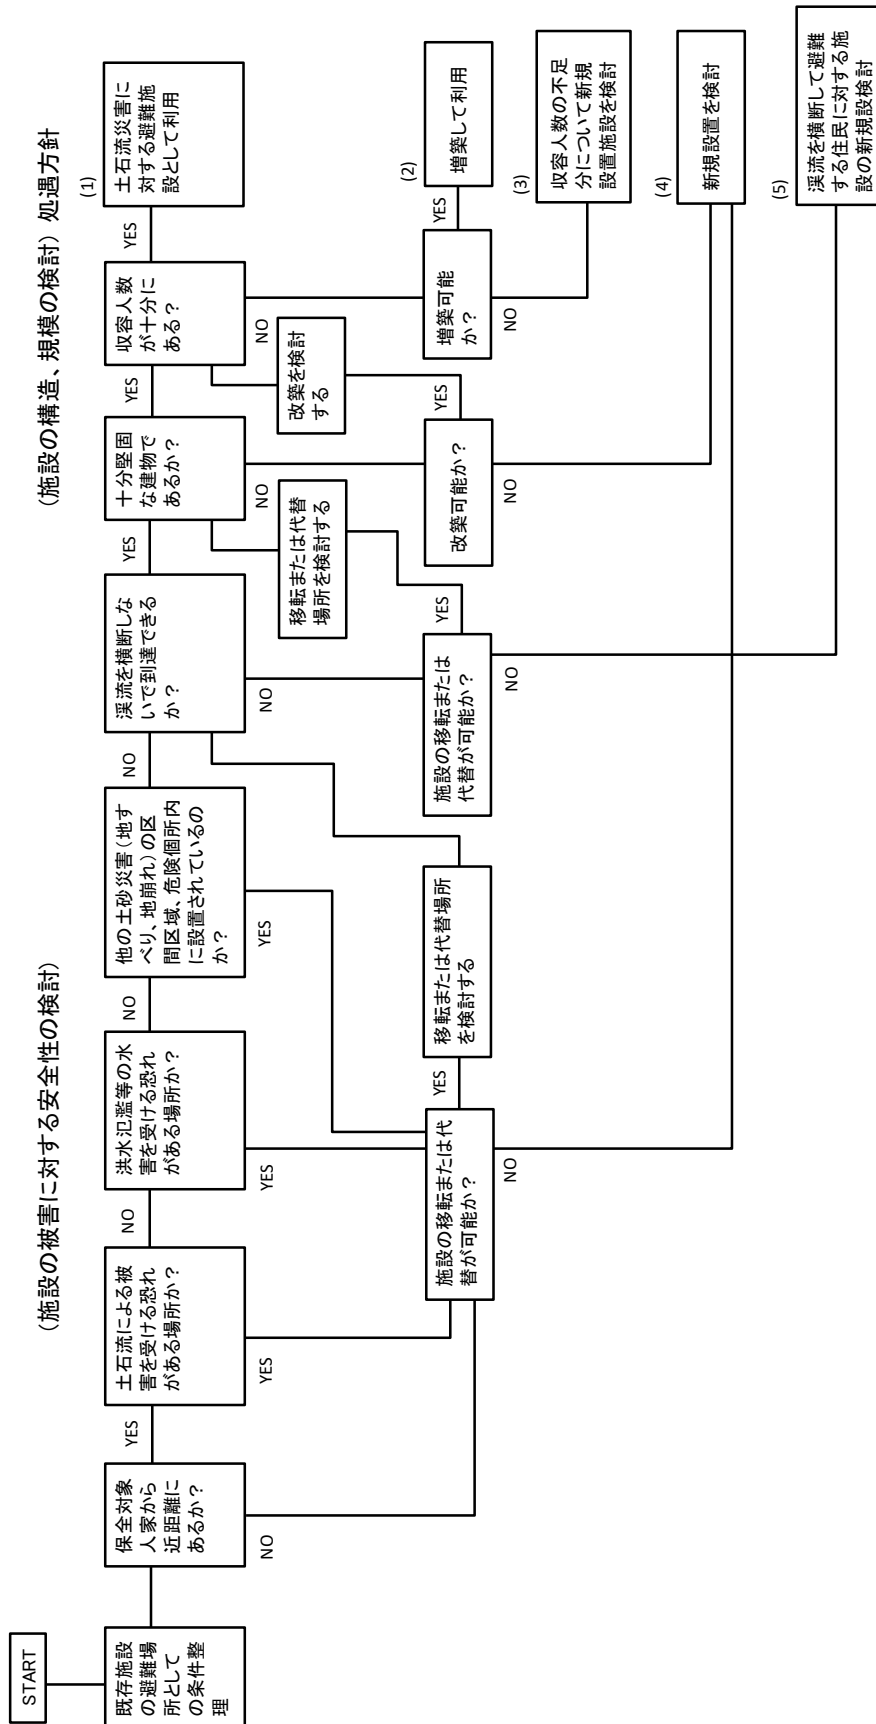 (施設の被害に対する安全性の検討)
(施設の構造、規模の検討)
処遇方針
START
既存施設
の避難場
所として
の条件整
理
保全対象
人家から
近距離に
あるか？
YES
NO
土石流による被
害を受ける恐れ
がある場所か？
NO
YES
洪水氾濫等の水
害を受ける恐れ
がある場所か？
NO
YES
他の土砂災害(地す
べり、地崩れ)の区
間区域、危険個所内
に設置されているの
か？
NO
YES
渓流を横断しな
いで到達できる
か？
YES
NO
十分堅固
な建物で
あるか？
YES
NO
収容人数
が十分に
ある？
YES
NO
(1)
土石流災害に
対する避難施
設として利用
施設の移転または代
替が可能か？
YES
NO
移転または代替場所
を検討する
施設の移転または
代替が可能か？
YES
NO
移転または代替
場所を検討する
改築可能か？
YES
NO
改築を検討
する
増築可能
か？
YES
NO
(2)
増築して利用
(3)
収容人数の不足
分について新規
設置施設を検討
(4)
新規設置を検討
(5)
渓流を横断して避難
する住民に対する施
設の新規設検討